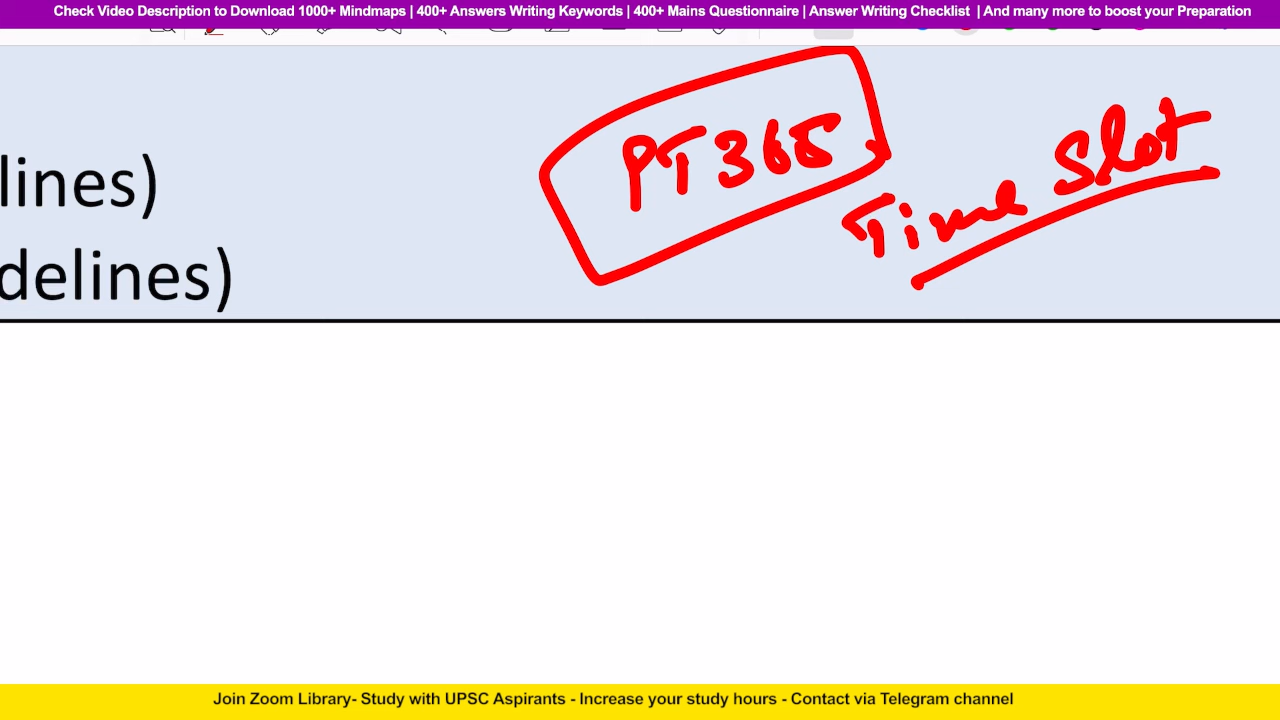 Check Video Description to Download 1000+ Mindmaps | 400+ Answers Writing Keywords | 400+ Mains Questionnaire | Answer Writing Checklist | And many more to boost your Preparation
PT 365
Time Slot
lines)
delines)
Join Zoom Library- Study with UPSC Aspirants - Increase your study hours - Contact via Telegram channel